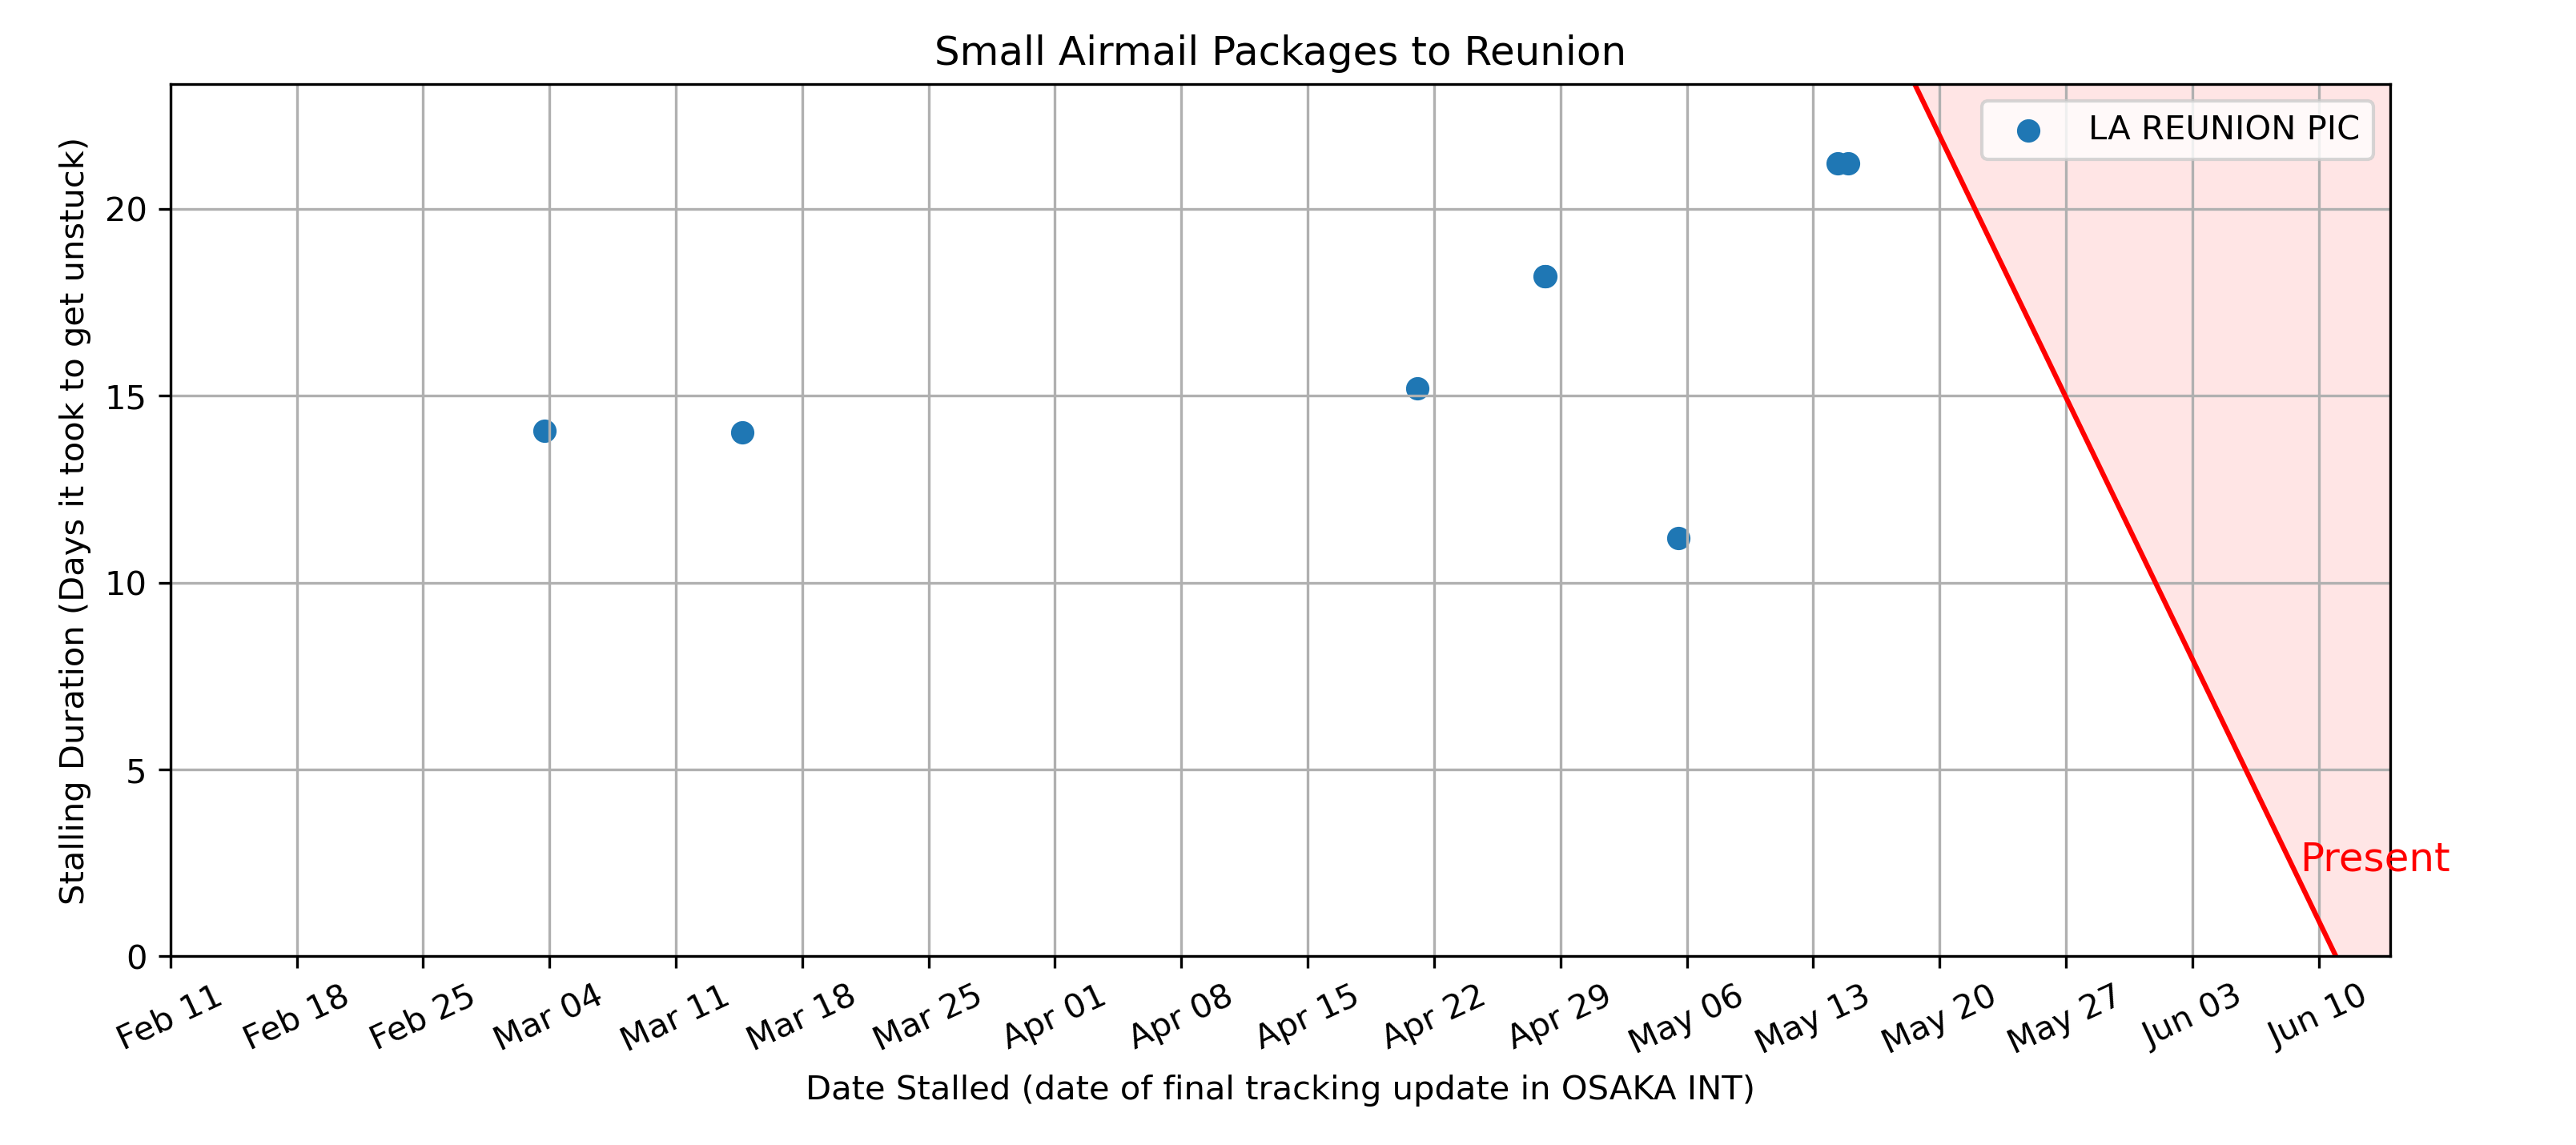 Small Airmail Packages to Reunion
LA REUNION PIC
Stalling Duration (Days it took to get unstuck)
20
15
10
5
0
Present
Feb 11 Feb 18 Feb 25 Mar 04 Mar 11 Mar 18 Mar 25 Apr 01 Apr 08 Apr 15 Apr 22 Apr 29 May 06 May 13 May 20 May 27 Jun 03 Jun 10
Date Stalled (date of final tracking update in OSAKA INT)